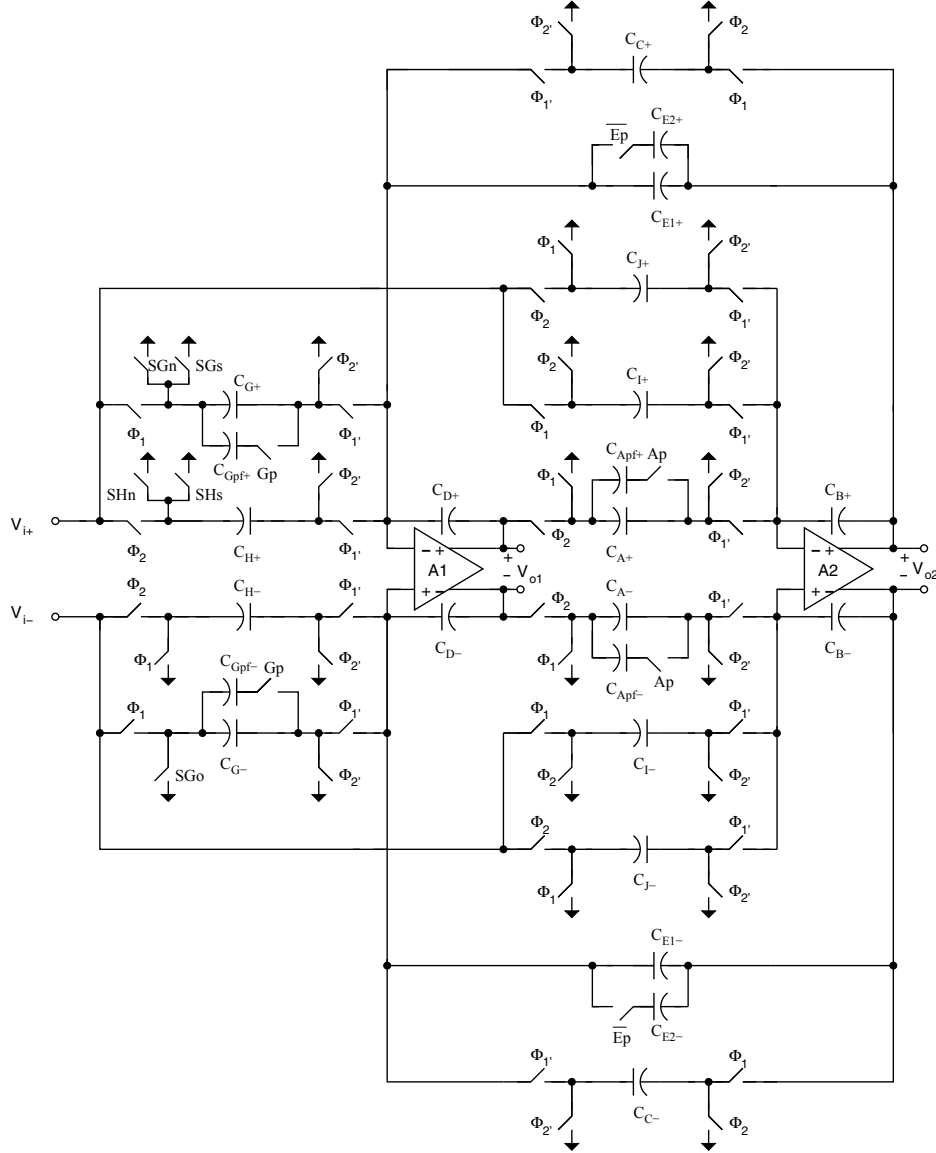 Φ2' CC+ Φ2
Φ1' Φ1
Ep CE2+
CE1+
Φ1 CJ+ Φ2'
Φ2 Φ1'
SGn SGs CG+ Φ2' Φ2 CI+ Φ2'
Φ1 CGpf+ Gp Φ1' Φ1 Φ1'
SHn SHs Φ2' CD+ Φ1 CApf+ Ap Φ2' CB+
Vi+ Φ2 CH+ Φ1' Φ2 CA+ Φ1'
− + A1 + − + Vo1 − − + A2 + − + Vo2 −
Vi− Φ2 CH− Φ1' CD− Φ2 CA− Φ1' CB−
Φ1 Φ2' Φ1 CApf− Ap Φ2'
Φ1 CGpf− Gp Φ1' Φ1 Φ1'
SGo CG− Φ2' Φ2 CI− Φ2'
Φ2 Φ1'
Φ1 CJ− Φ2'
CE1−
Ep CE2−
Φ1' Φ1
Φ2' CC− Φ2